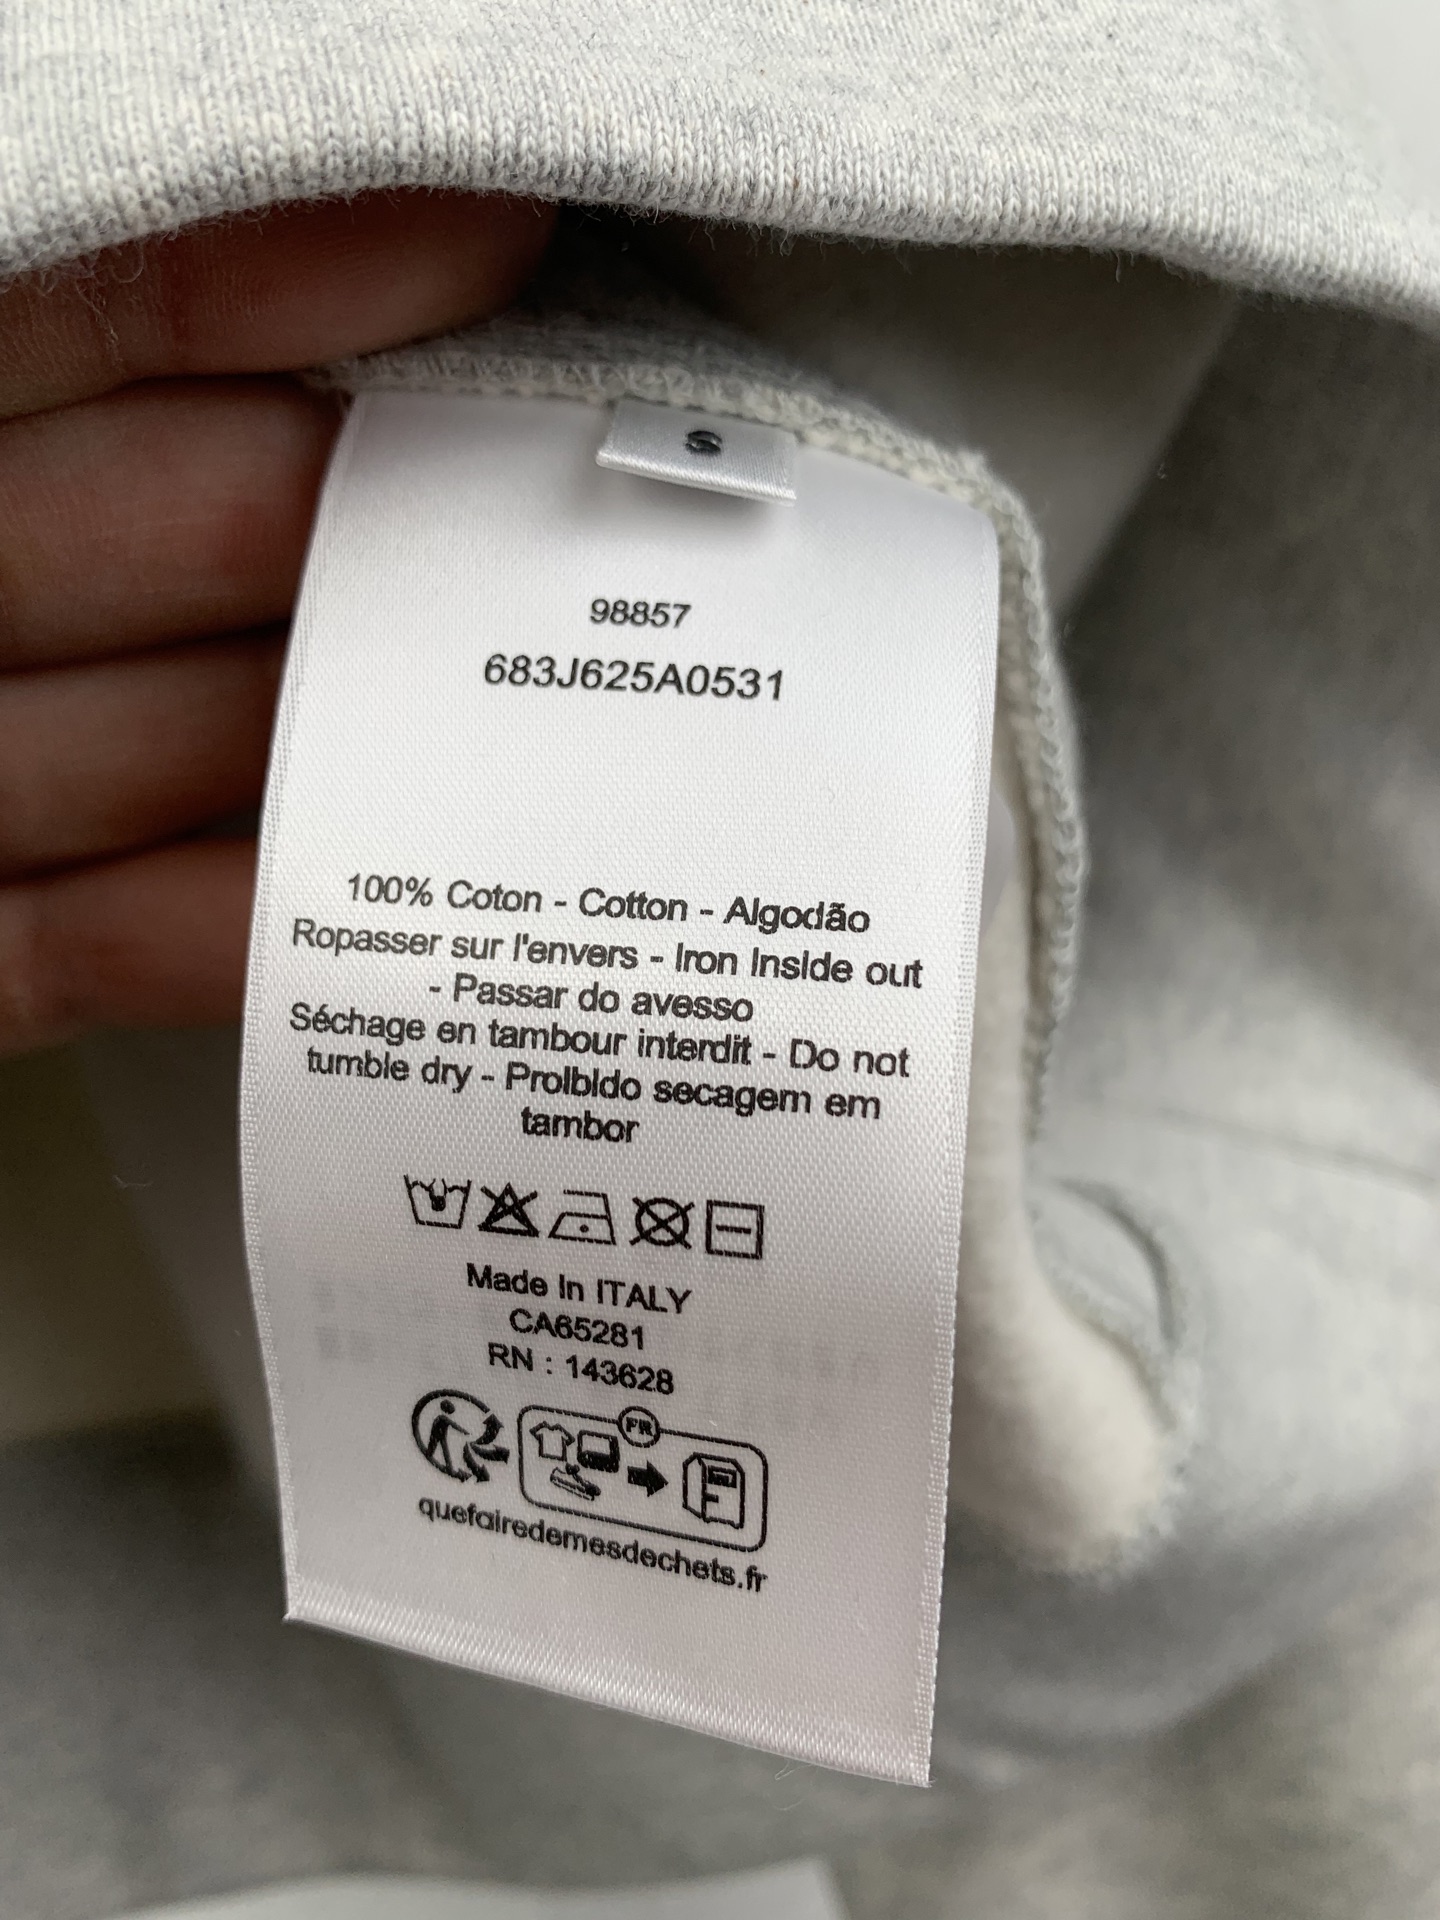 S
98857
683J625A0531
100% Coton - Cotton - Algodão
Ropasser sur l'envers - Iron Inside out
- Passar do avesso
Séchage en tambour interdit - Do not
tumble dry - Proibido secagem em
tambor
Made In ITALY
CA65281
RN : 143628
FR
quefairedemesdechets.fr